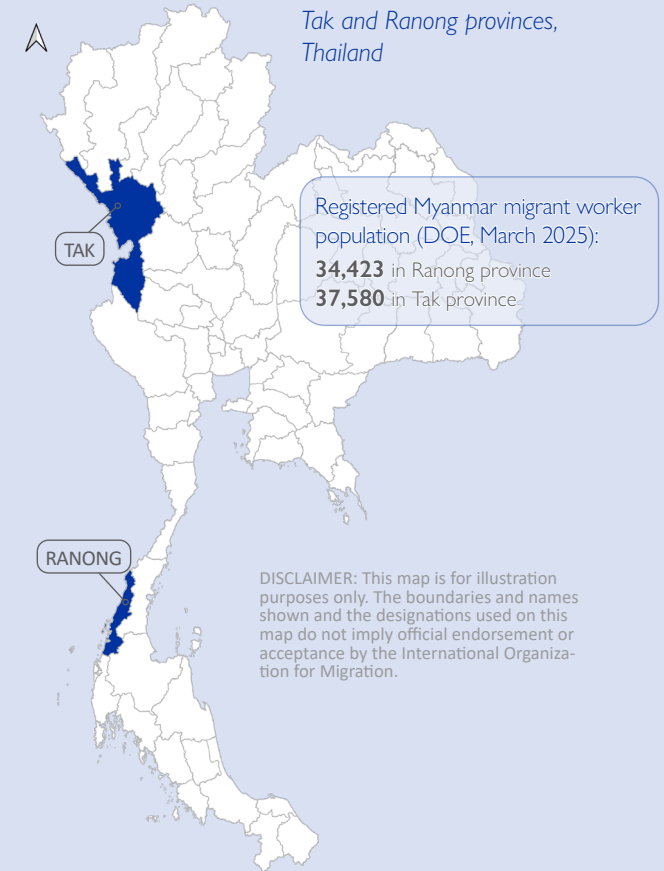 Tak and Ranong provinces,
Thailand
Registered Myanmar migrant worker
population (DOE, March 2025):
34,423 in Ranong province
37,580 in Tak province
TAK
RANONG
DISCLAIMER: This map is for illustration
purposes only. The boundaries and names
shown and the designations used on this
map do not imply official endorsement or
acceptance by the International Organiza-
tion for Migration.